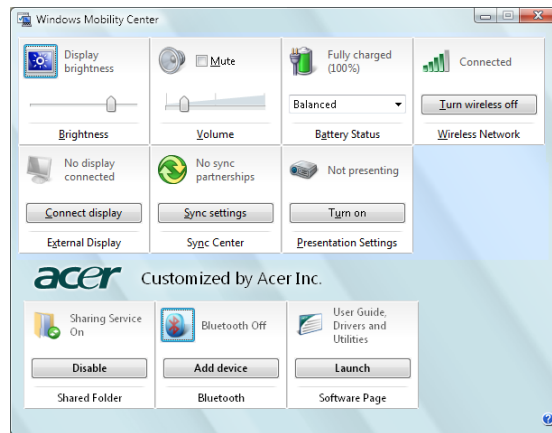 Windows Mobility Center
Display
brightness
Brightness
Mute
Volume
Fully charged
(100%)
Balanced
Battery Status
Connected
Turn wireless off
Wireless Network
No display
connected
Connect display
External Display
No sync
partnerships
Sync settings
Sync Center
Not presenting
Turn on
Presentation Settings
acer Customized by Acer Inc.
Sharing Service
On
Disable
Shared Folder
Bluetooth Off
Add device
Bluetooth
User Guide,
Drivers and
Utilities
Launch
Software Page